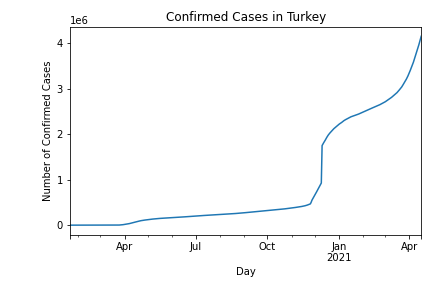 Confirmed Cases in Turkey
1e6
4
3
2
1
0
Number of Confirmed Cases
Apr Jul Oct Jan Apr
2021
Day